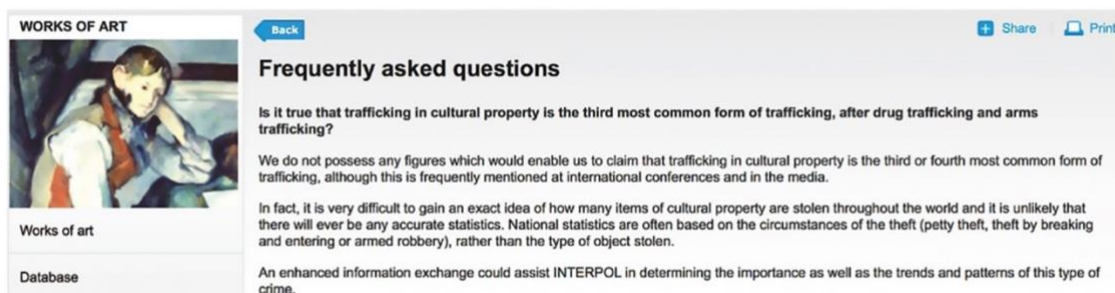 WORKS OF ART
Back
Share
Print
Frequently asked questions
Is it true that trafficking in cultural property is the third most common form of trafficking, after drug trafficking and arms
trafficking?
We do not possess any figures which would enable us to claim that trafficking in cultural property is the third or fourth most common form of
trafficking, although this is frequently mentioned at international conferences and in the media.
In fact, it is very difficult to gain an exact idea of how many items of cultural property are stolen throughout the world and it is unlikely that
there will ever be any accurate statistics. National statistics are often based on the circumstances of the theft (petty theft, theft by breaking
and entering or armed robbery), rather than the type of object stolen.
An enhanced information exchange could assist INTERPOL in determining the importance as well as the trends and patterns of this type of
crime.
Works of art
Database